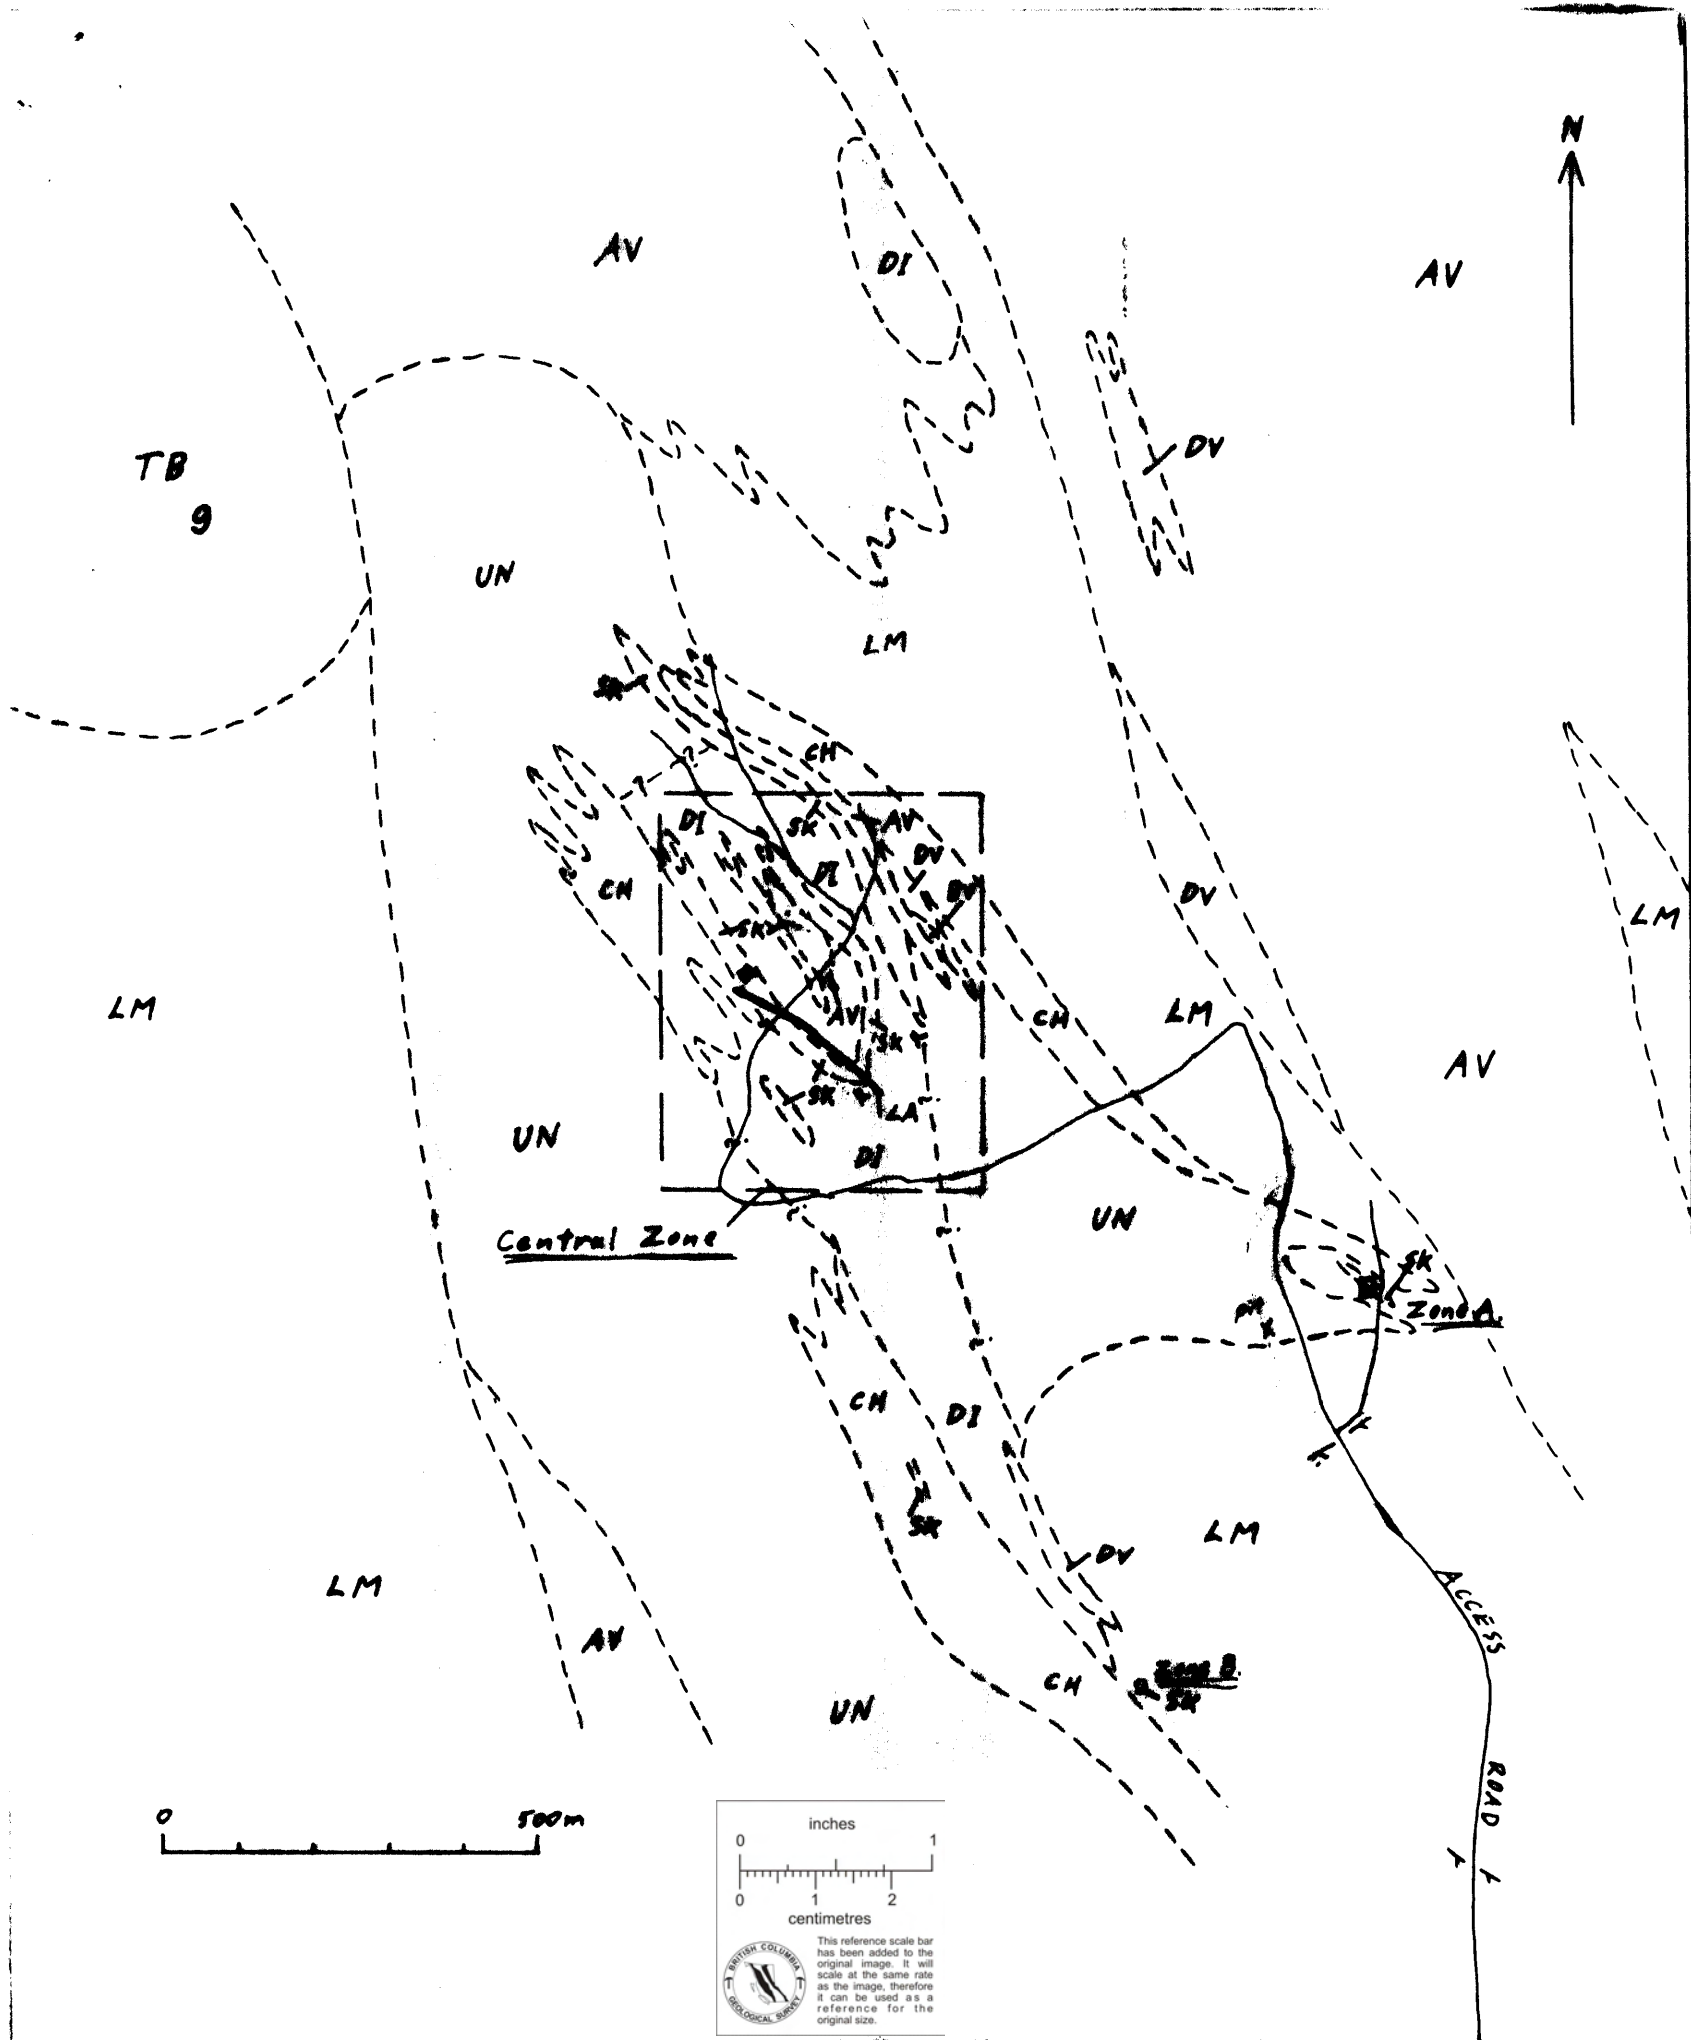 N
AV
DI
AV
DV
TB
9
UN
LM
SK
CH
DI
SK
AV
DV
DI
DV
CH
DV
LM
SK
LM
CH
LM
AV
AV
SK
SK
LA
UN
DI
UN
Central Zone
SK
Zone A.
pit
CH
DI
SK
LM
DV
LM
ACCESS
AV
Zone B.
SK
CH
UN
ROAD
0 500m
inches
0 1
0 1 2
centimetres
BRITISH COLUMBIA
GEOLOGICAL SURVEY
This reference scale bar
has been added to the
original image. It will
scale at the same rate
as the image, therefore
it can be used as a
reference for the
original size.